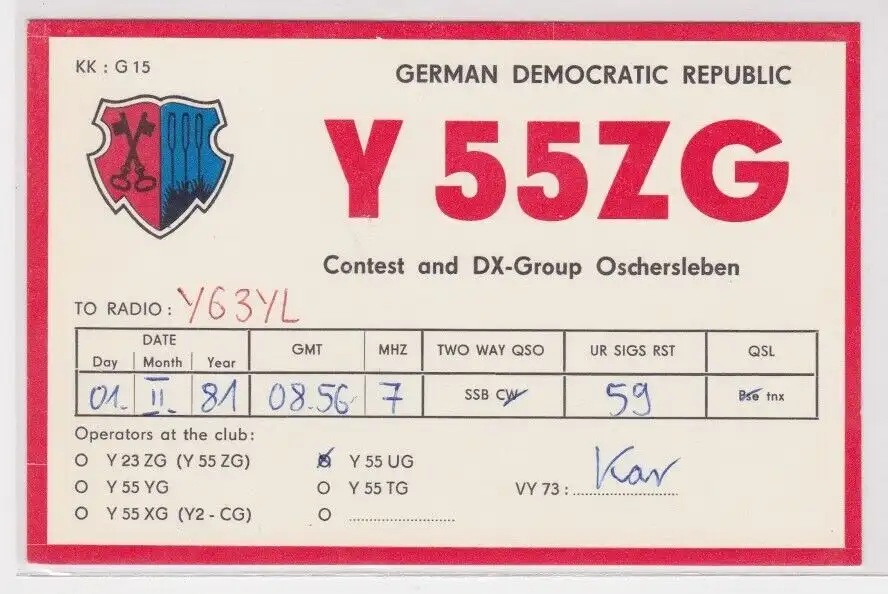 KK : G 15
GERMAN DEMOCRATIC REPUBLIC
Y 55ZG
Contest and DX-Group Oschersleben
TO RADIO : Y63YL
DATE GMT MHZ TWO WAY QSO UR SIGS RST QSL
Day Month Year
01. II. 81 08.56 7 SSB CW 59 Pse tnx
Operators at the club:
O Y 23 ZG (Y 55 ZG) O Y 55 UG
O Y 55 YG O Y 55 TG VY 73 :
O Y 55 XG (Y2 - CG) O